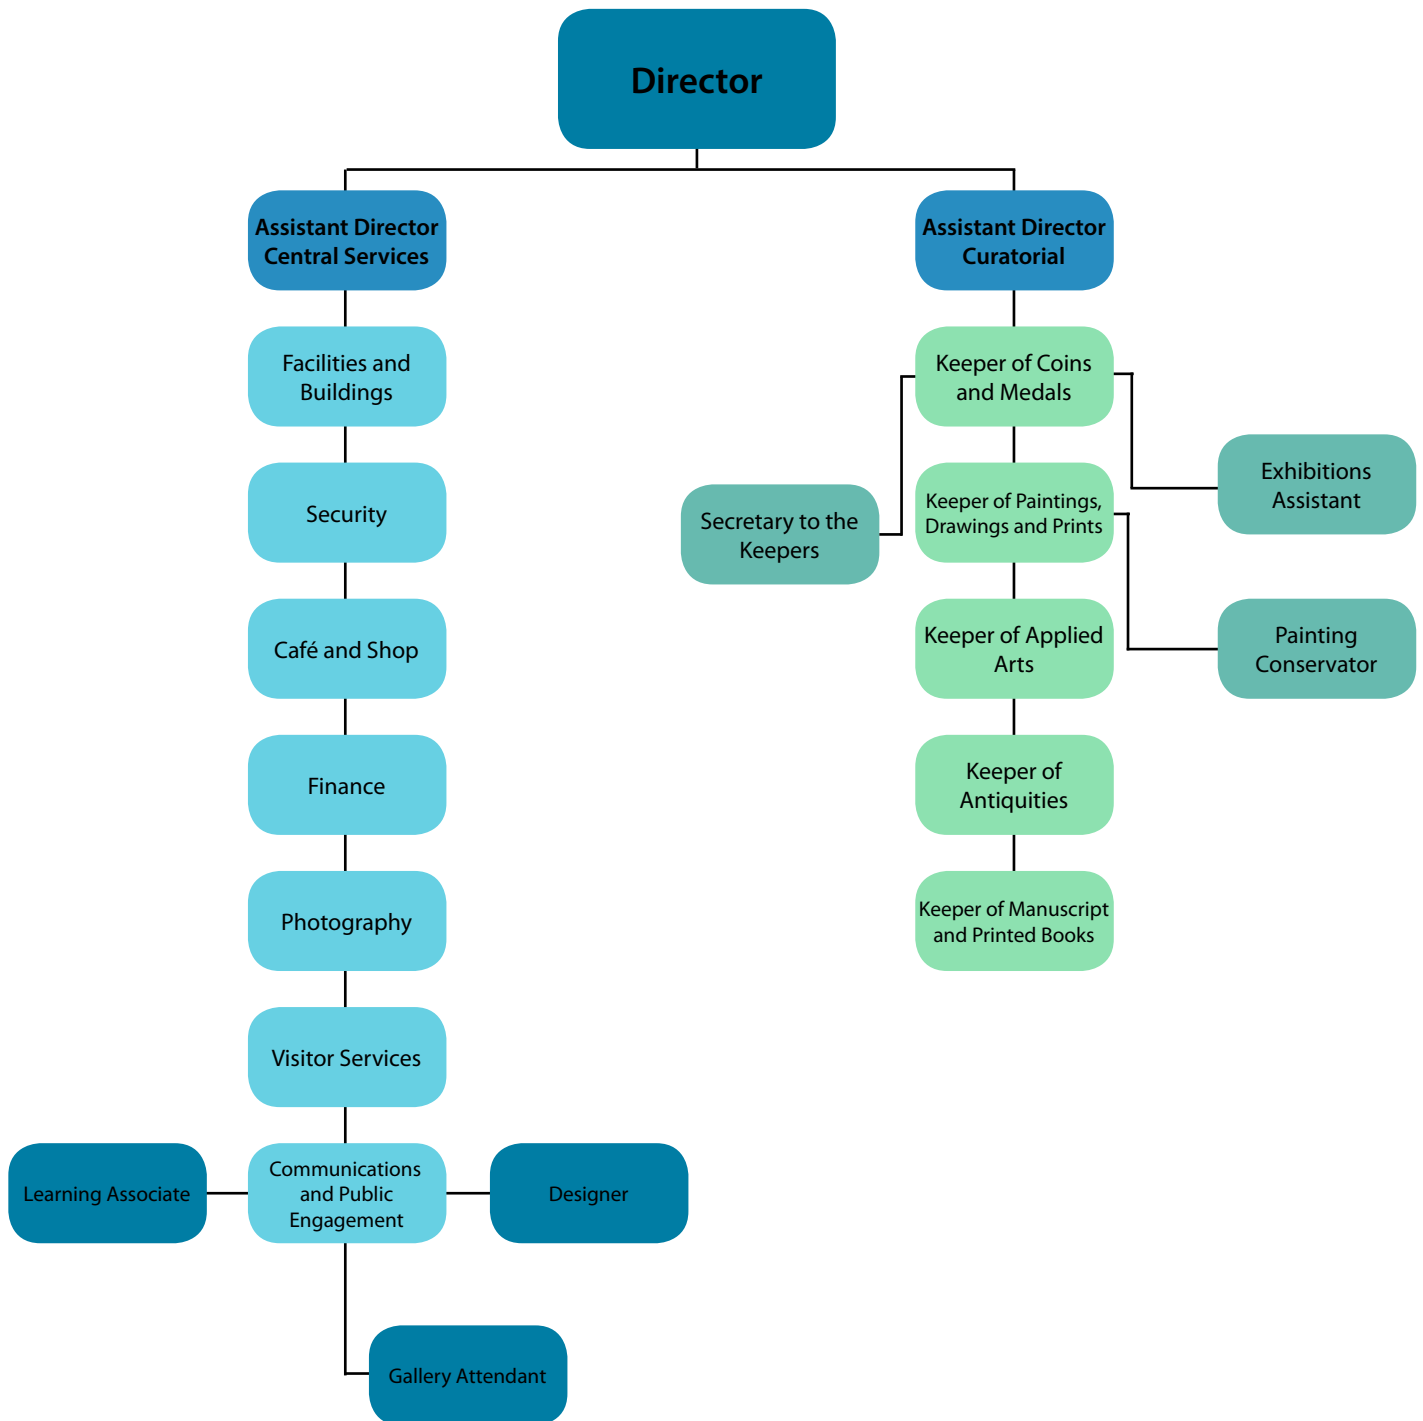 Director
Assistant Director
Central Services
Assistant Director
Curatorial
Facilities and
Buildings
Keeper of Coins
and Medals
Security
Secretary to the
Keepers
Keeper of Paintings,
Drawings and Prints
Exhibitions
Assistant
Café and Shop
Keeper of Applied
Arts
Painting
Conservator
Finance
Keeper of
Antiquities
Photography
Keeper of Manuscript
and Printed Books
Visitor Services
Learning Associate
Communications
and Public
Engagement
Designer
Gallery Attendant